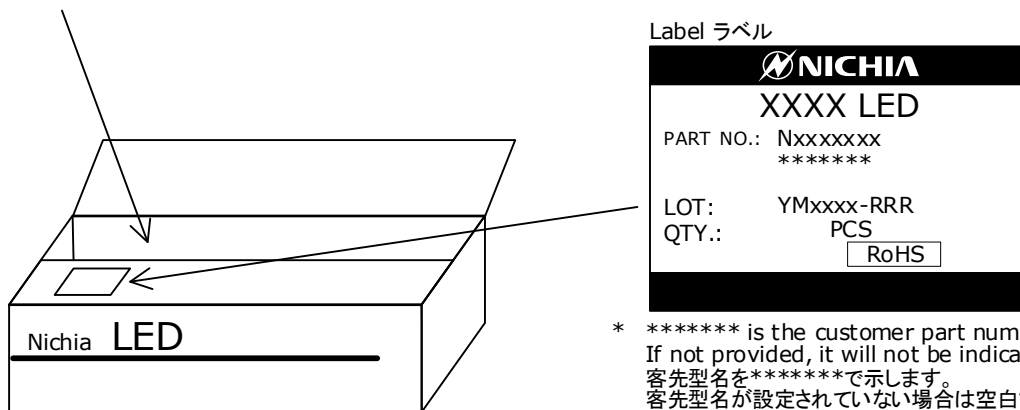 Label ラベル
NICHIA
XXXX LED
PART NO.: Nxxxxxxx
*******
LOT: YMxxxx-RRR
QTY.: PCS
RoHS
Nichia LED
* ******* is the customer part num
If not provided, it will not be indica
客先型名を*******で示します。
客先型名が設定されていない場合は空白